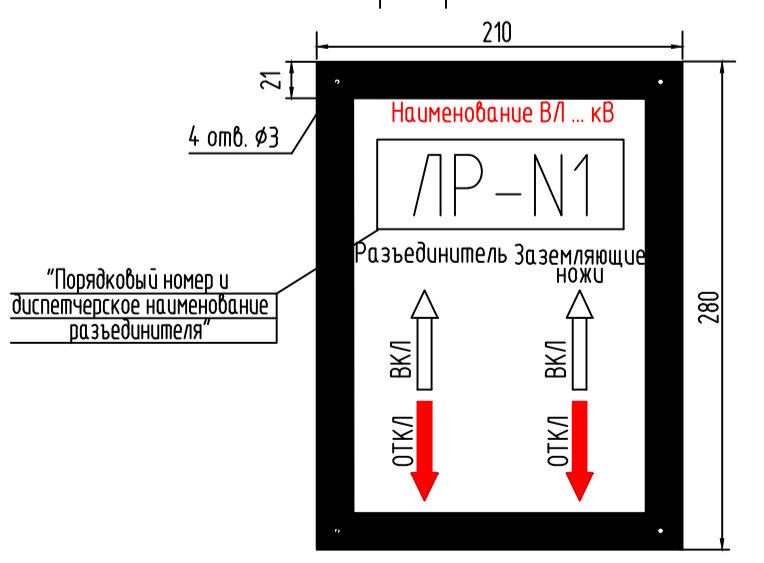 210
21
Наименование ВЛ ... кВ
4 отв. ⌀3
ЛР-N1
Разъединитель
Заземляющие
ножи
"Порядковый номер и
диспетчерское наименование
разъединителя"
280
ВКЛ
ВКЛ
ОТКЛ
ОТКЛ